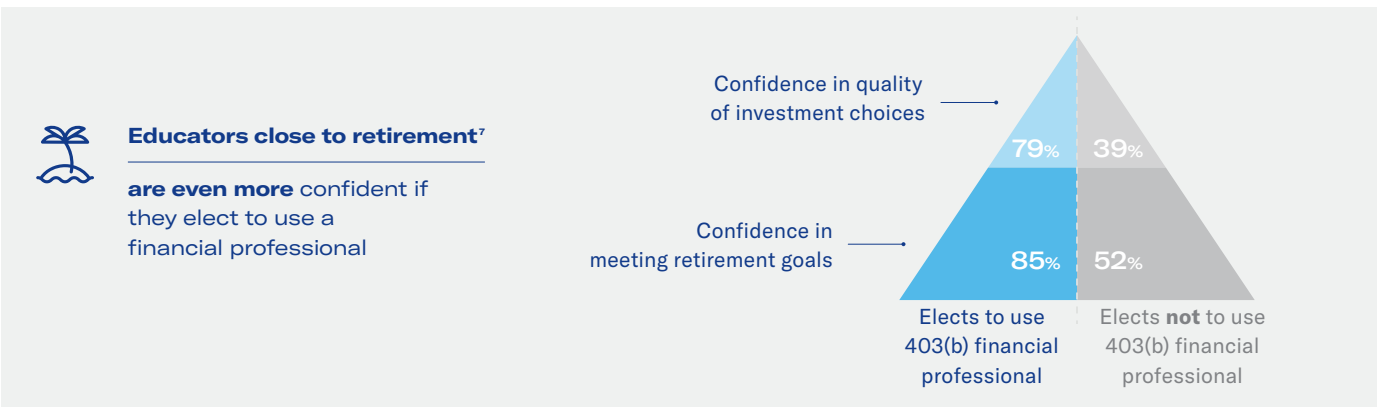 Educators close to retirement⁷
are even more confident if
they elect to use a
financial professional
Confidence in quality
of investment choices
79% 39%
Confidence in
meeting retirement goals
85% 52%
Elects to use
403(b) financial
professional
Elects not to use
403(b) financial
professional